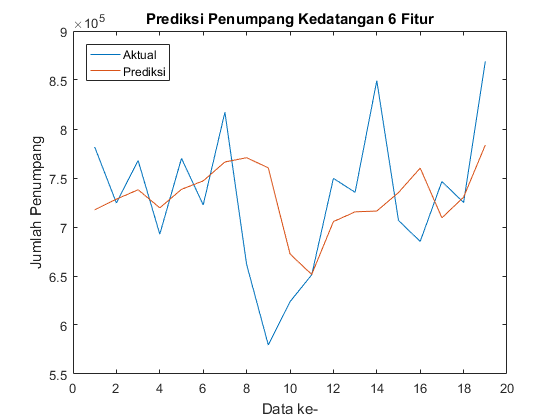 Prediksi Penumpang Kedatangan 6 Fitur
×10^5
9
8.5
8
7.5
7
6.5
6
5.5
Jumlah Penumpang
Aktual
Prediksi
0 2 4 6 8 10 12 14 16 18 20
Data ke-